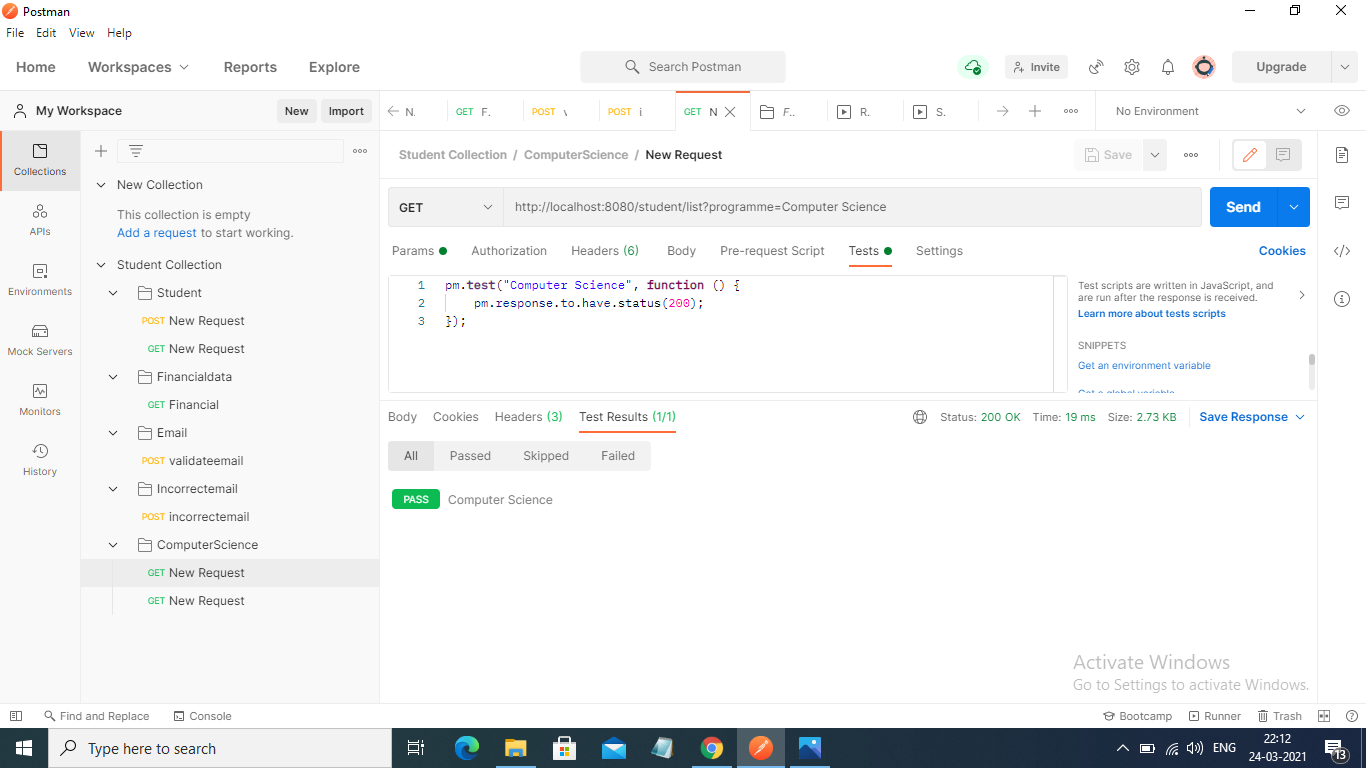 Postman
File Edit View Help
Home Workspaces Reports Explore Search Postman Invite Upgrade
My Workspace New Import
N. GET F. POST v POST i GET N F.. R. S. No Environment
Collections
APIs
Environments
Mock Servers
Monitors
History
New Collection
This collection is empty
Add a request to start working.
Student Collection
Student
POST New Request
GET New Request
Financialdata
GET Financial
Email
POST validateemail
Incorrectemail
POST incorrectemail
ComputerScience
GET New Request
GET New Request
Student Collection / ComputerScience / New Request Save
GET http://localhost:8080/student/list?programme=Computer Science Send
Params Authorization Headers (6) Body Pre-request Script Tests Settings Cookies
1 pm.test("Computer Science", function () {
2 pm.response.to.have.status(200);
3 });
Test scripts are written in JavaScript, and
are run after the response is received.
Learn more about tests scripts
SNIPPETS
Get an environment variable
Get a global variable
Body Cookies Headers (3) Test Results (1/1) Status: 200 OK Time: 19 ms Size: 2.73 KB Save Response
All Passed Skipped Failed
PASS Computer Science
Activate Windows
Go to Settings to activate Windows.
Find and Replace Console Bootcamp Runner Trash
Type here to search ENG 22:12
24-03-2021 13